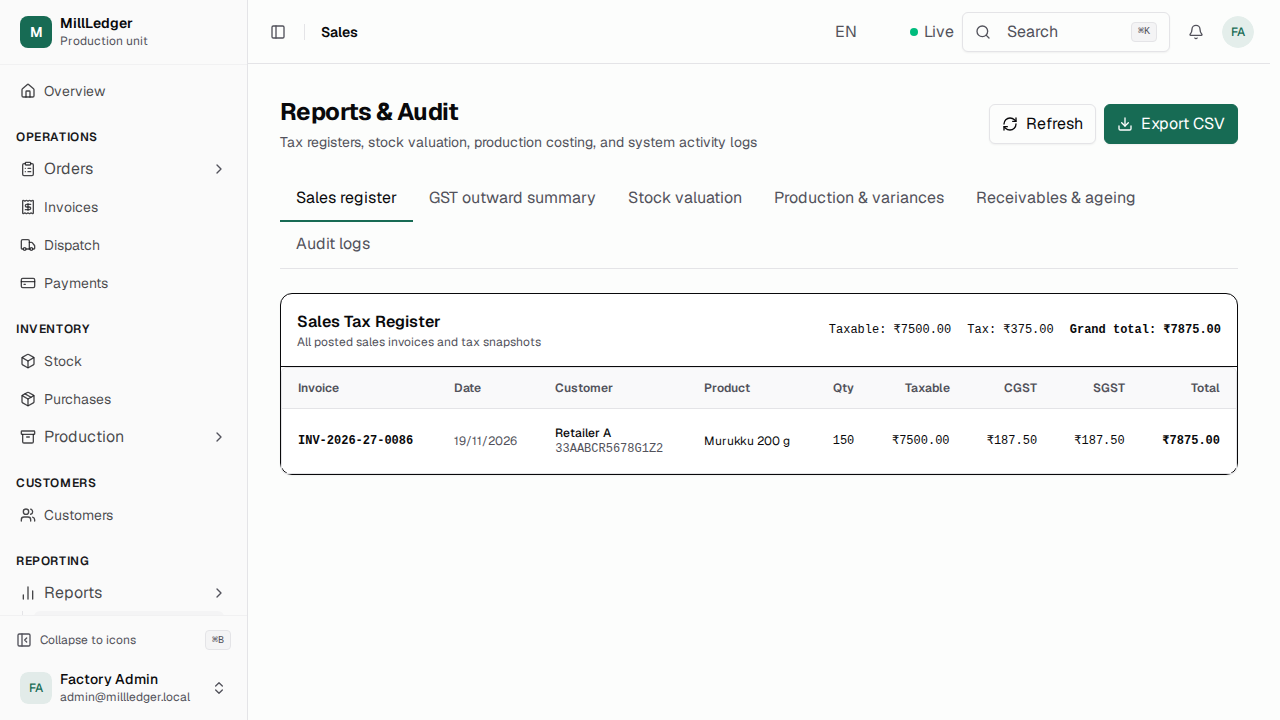 M
MillLedger
Production unit
Overview
OPERATIONS
Orders
Invoices
Dispatch
Payments
INVENTORY
Stock
Purchases
Production
CUSTOMERS
Customers
REPORTING
Reports
Collapse to icons ⌘B
FA
Factory Admin
admin@millledger.local
Sales
EN
Live
Search ⌘K
FA
Reports & Audit
Tax registers, stock valuation, production costing, and system activity logs
Refresh
Export CSV
Sales register GST outward summary Stock valuation Production & variances Receivables & ageing
Audit logs
Sales Tax Register
All posted sales invoices and tax snapshots
Taxable: ₹7500.00 Tax: ₹375.00 Grand total: ₹7875.00
Invoice Date Customer Product Qty Taxable CGST SGST Total
INV-2026-27-0086 19/11/2026 Retailer A Murukku 200 g 150 ₹7500.00 ₹187.50 ₹187.50 ₹7875.00
33AABCR5678G1Z2